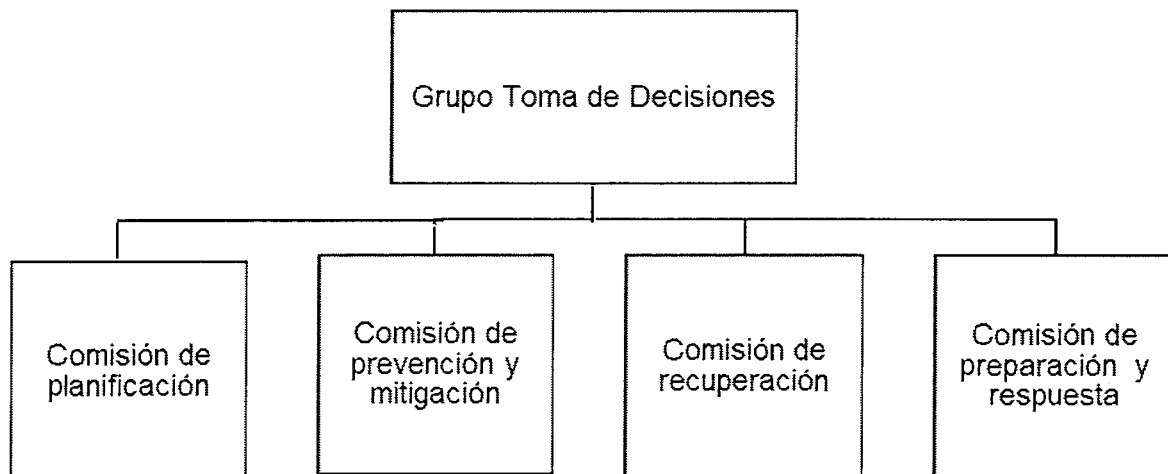 Grupo Toma de Decisiones
Comisión de
planificación
Comisión de
prevención y
mitigación
Comisión de
recuperación
Comisión de
preparación y
respuesta